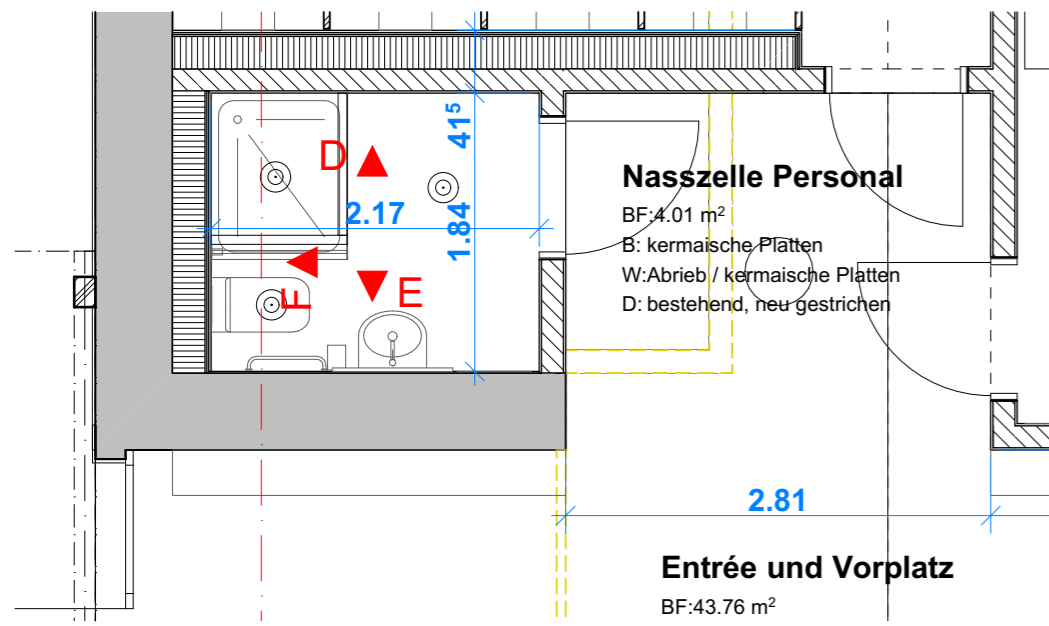 41⁵
D
2.17
1.84
E
F
Nasszelle Personal
BF:4.01 m²
B: kermaische Platten
W:Abrieb / kermaische Platten
D: bestehend, neu gestrichen
2.81
Entrée und Vorplatz
BF:43.76 m²